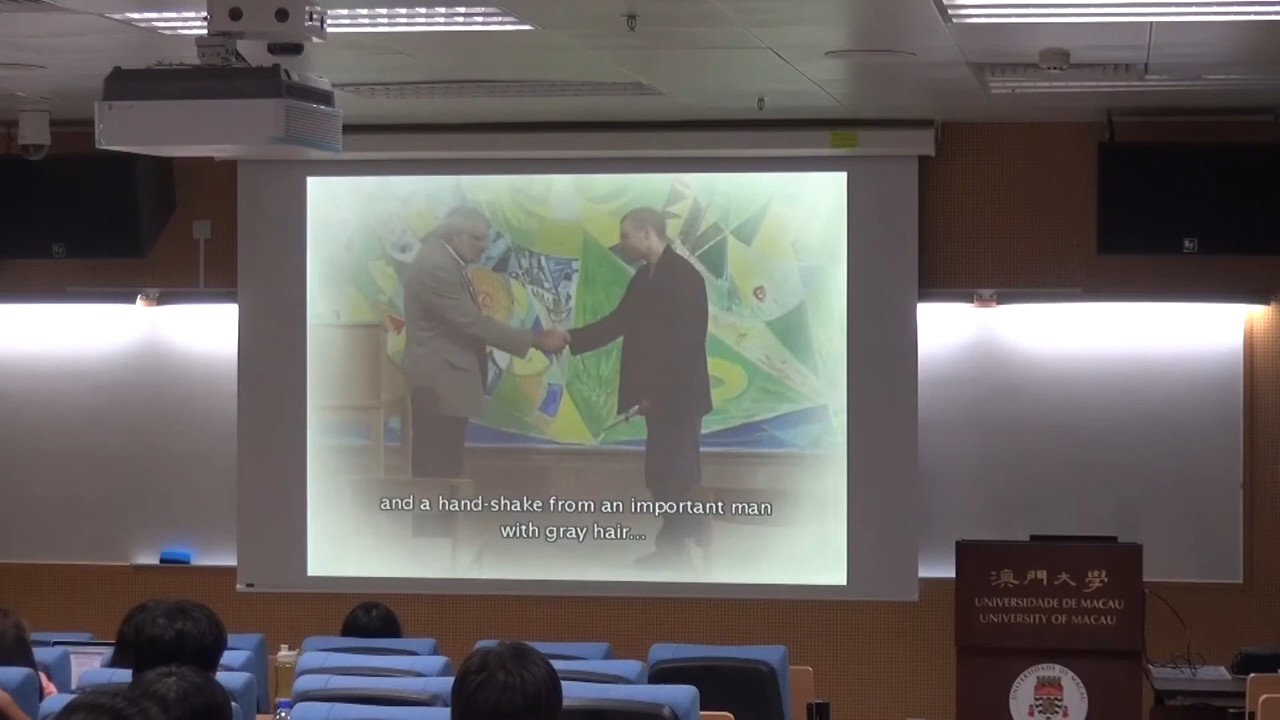 and a hand-shake from an important man
with gray hair...
澳門大學
UNIVERSIDADE DE MACAU
UNIVERSITY OF MACAU